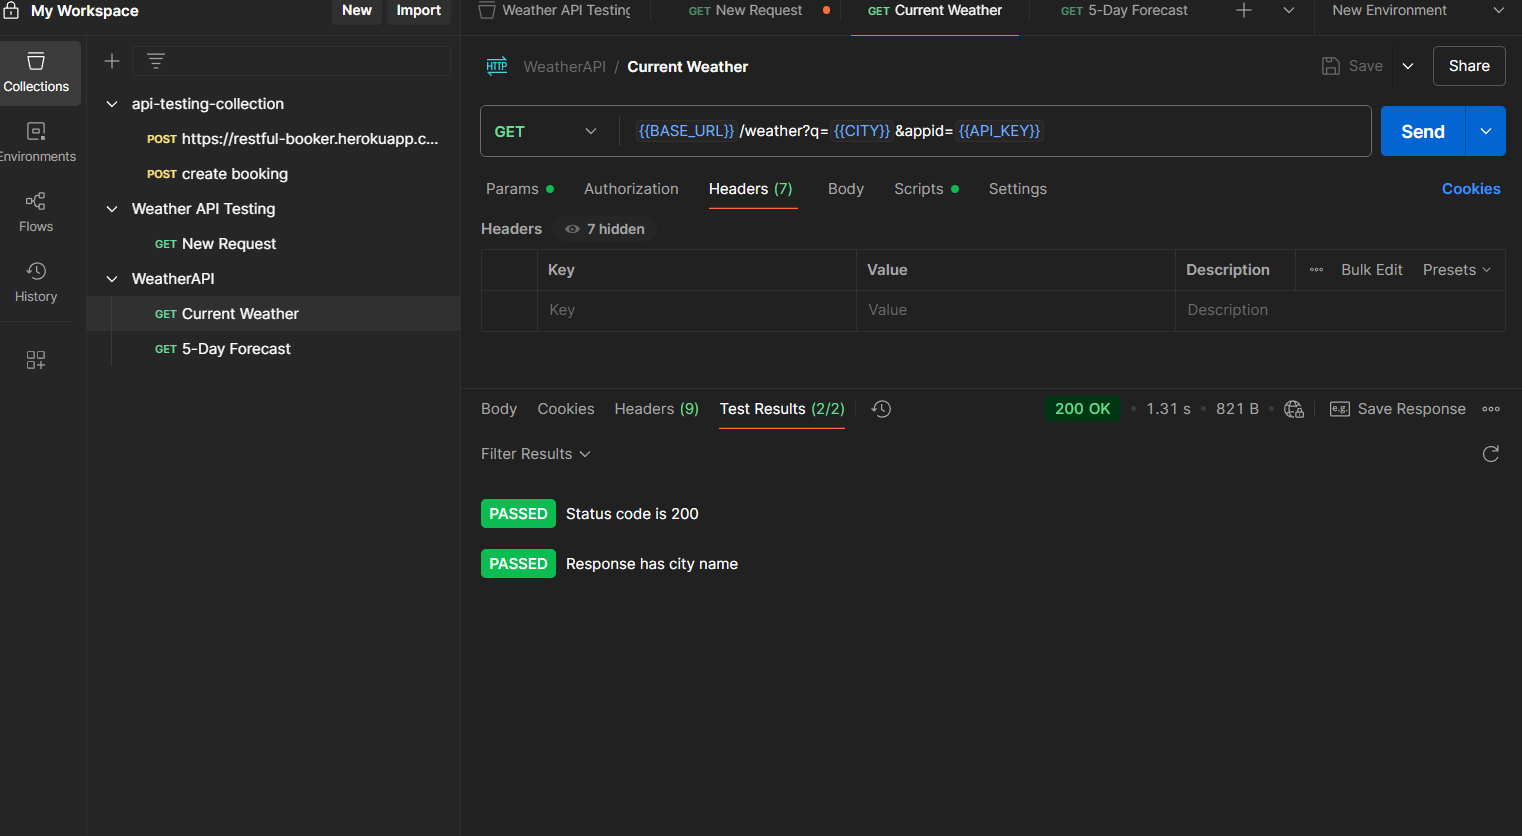 My Workspace New Import Weather API Testing GET New Request GET Current Weather GET 5-Day Forecast New Environment
Collections
Environments
Flows
History
api-testing-collection
POST https://restful-booker.herokuapp.c...
POST create booking
Weather API Testing
GET New Request
WeatherAPI
GET Current Weather
GET 5-Day Forecast
HTTP WeatherAPI / Current Weather Save Share
GET {{BASE_URL}} /weather?q= {{CITY}} &appid= {{API_KEY}} Send
Params Authorization Headers (7) Body Scripts Settings Cookies
Headers 7 hidden
Key Value Description Bulk Edit Presets
Key Value Description
Body Cookies Headers (9) Test Results (2/2) 200 OK • 1.31 s • 821 B • e.g. Save Response
Filter Results
PASSED Status code is 200
PASSED Response has city name